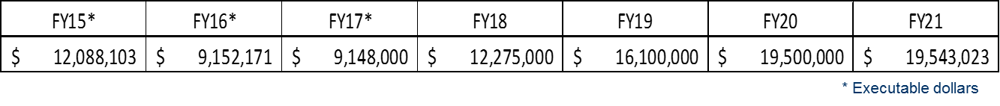 FY15* FY16* FY17* FY18 FY19 FY20 FY21
$ 12,088,103 $ 9,152,171 $ 9,148,000 $ 12,275,000 $ 16,100,000 $ 19,500,000 $ 19,543,023
* Executable dollars